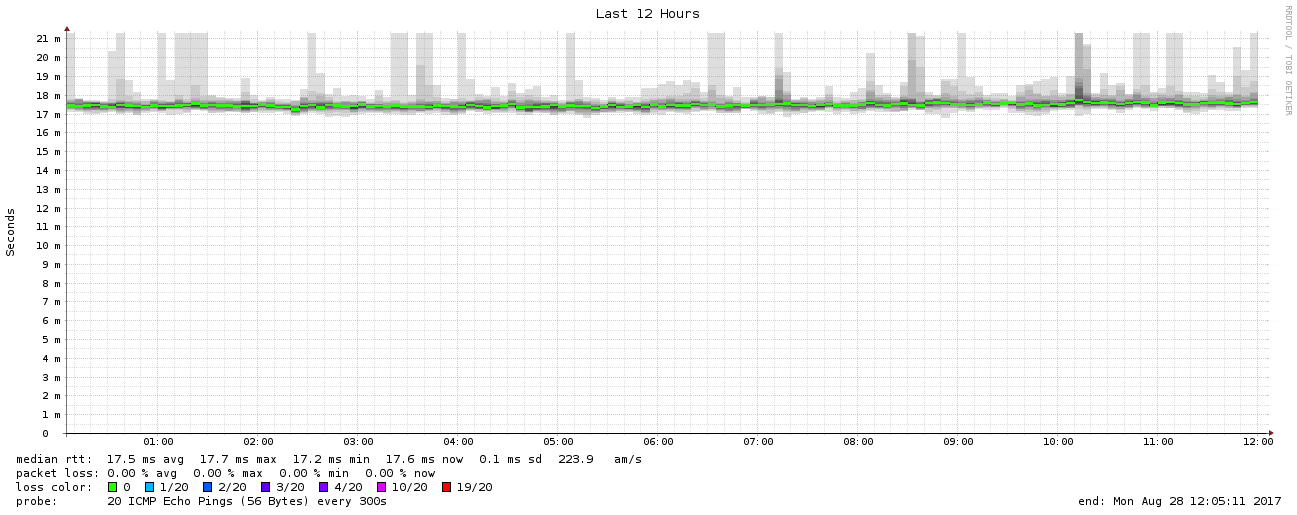 Last 12 Hours
RRDTOOL / TOBI OETIKER
Seconds
21 m
20 m
19 m
18 m
17 m
16 m
15 m
14 m
13 m
12 m
11 m
10 m
9 m
8 m
7 m
6 m
5 m
4 m
3 m
2 m
1 m
0
01:00 02:00 03:00 04:00 05:00 06:00 07:00 08:00 09:00 10:00 11:00 12:00
median rtt: 17.5 ms avg 17.7 ms max 17.2 ms min 17.6 ms now 0.1 ms sd 223.9 am/s
packet loss: 0.00 % avg 0.00 % max 0.00 % min 0.00 % now
loss color: 0 1/20 2/20 3/20 4/20 10/20 19/20
probe: 20 ICMP Echo Pings (56 Bytes) every 300s end: Mon Aug 28 12:05:11 2017